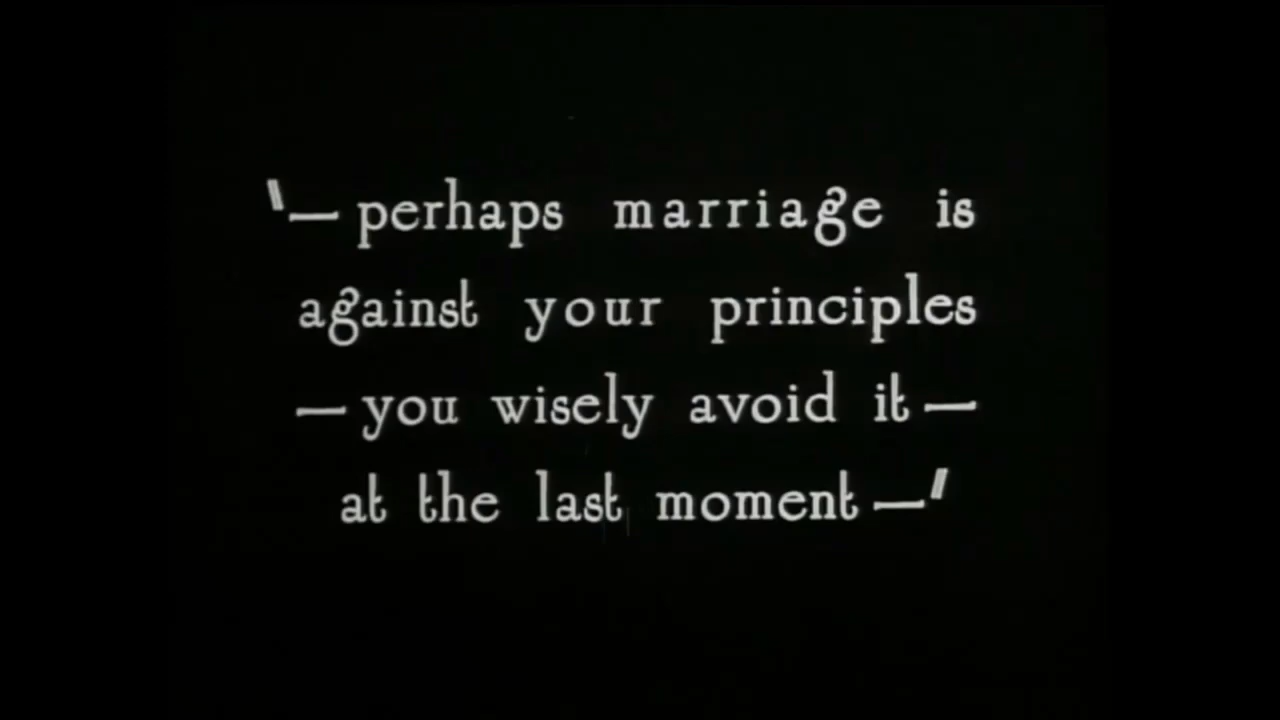 '— perhaps marriage is
against your principles
— you wisely avoid it —
at the last moment —'